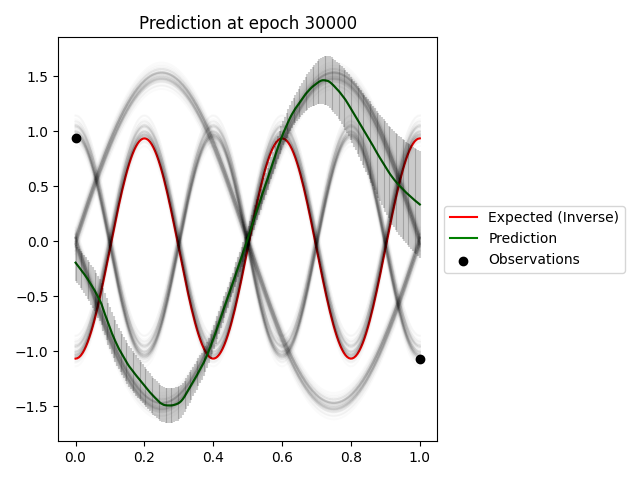 Prediction at epoch 30000
1.5
1.0
0.5
0.0
−0.5
−1.0
−1.5
0.0 0.2 0.4 0.6 0.8 1.0
Expected (Inverse)
Prediction
Observations